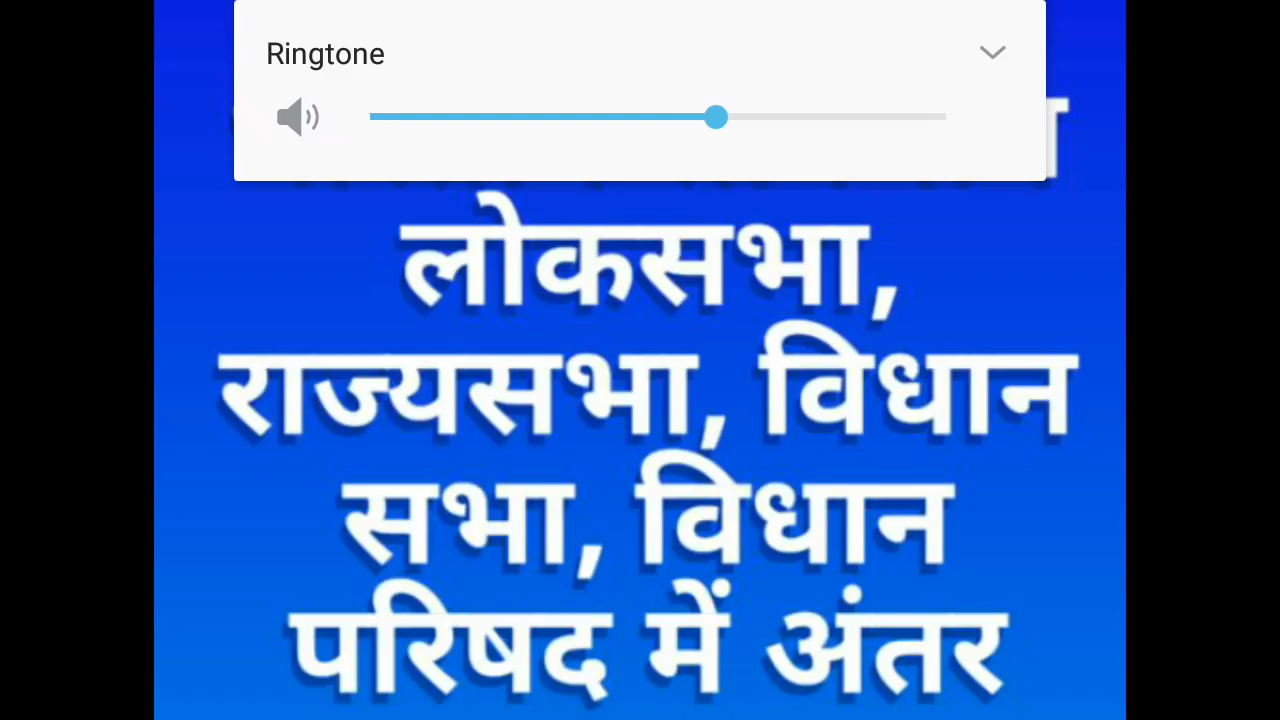 Ringtone
लोकसभा,
राज्यसभा, विधान
सभा, विधान
परिषद में अंतर